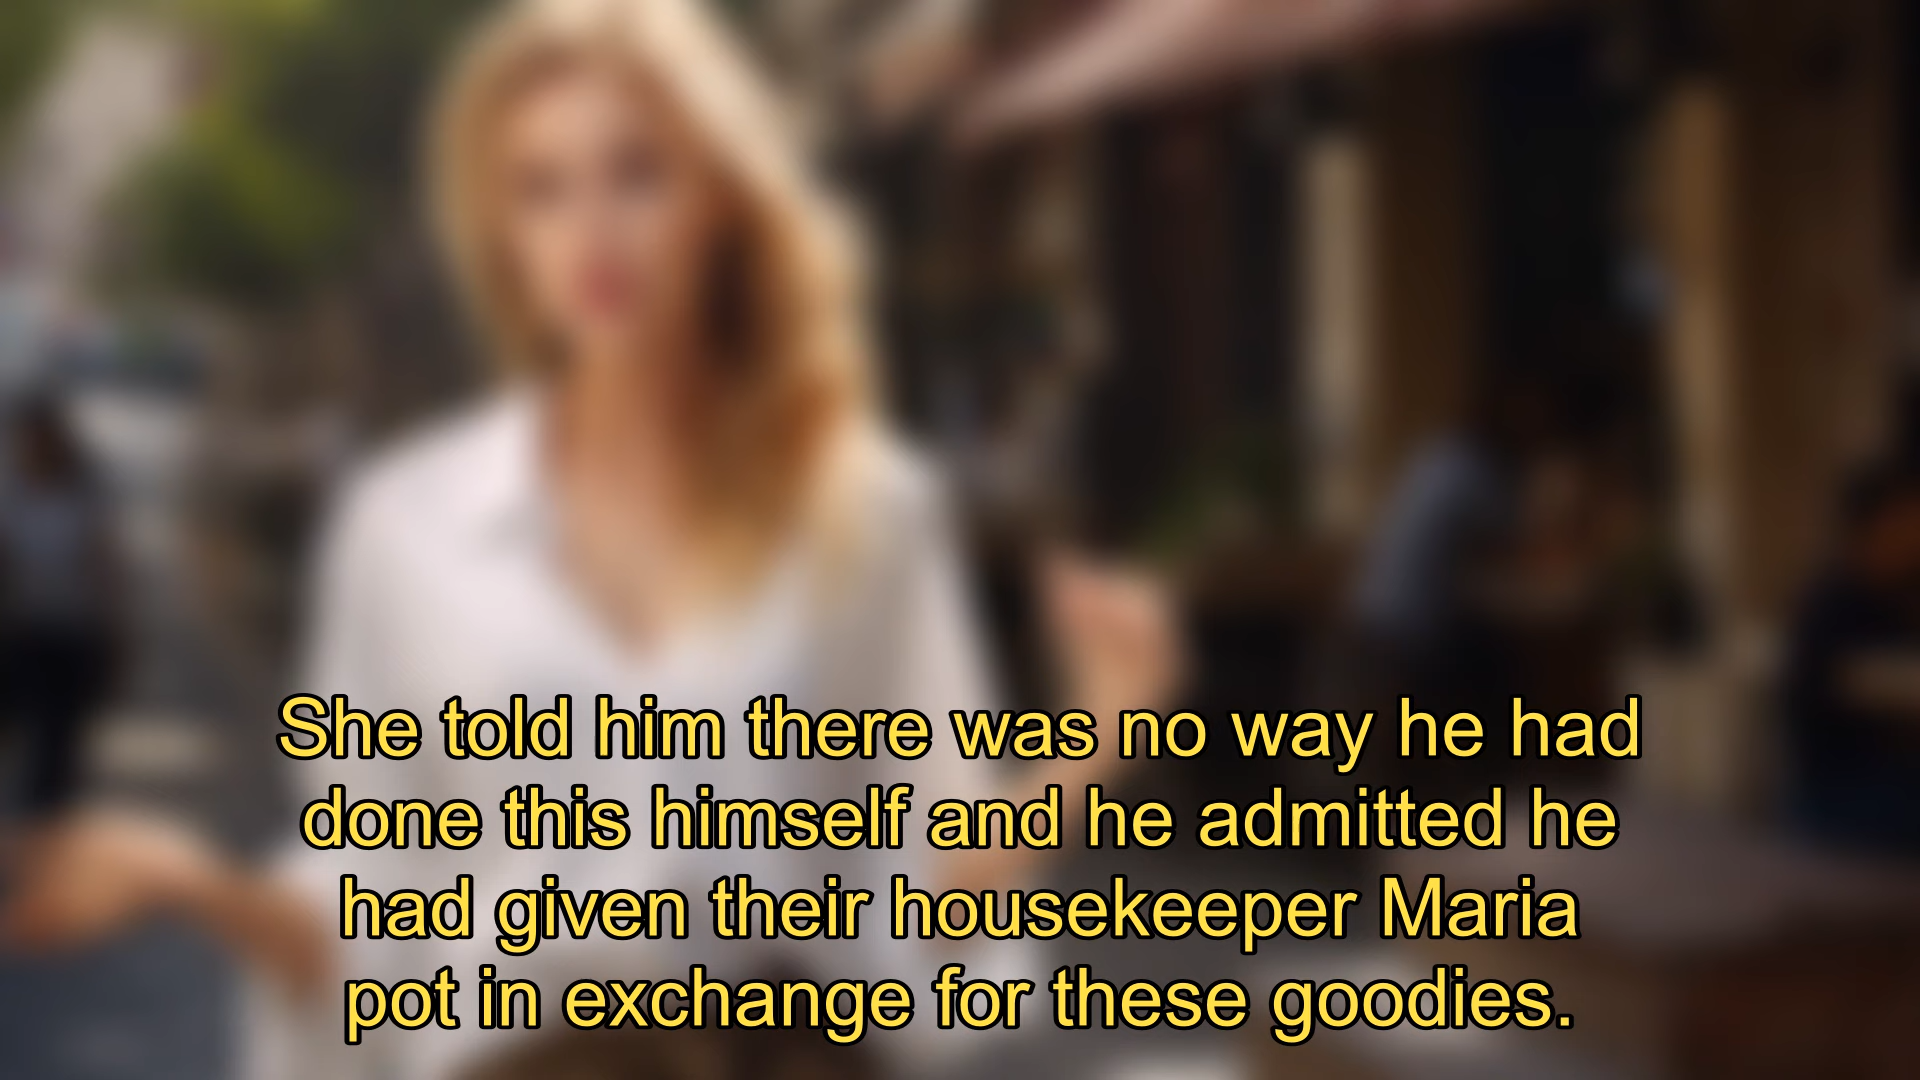 She told him there was no way he had
done this himself and he admitted he
had given their housekeeper Maria
pot in exchange for these goodies.